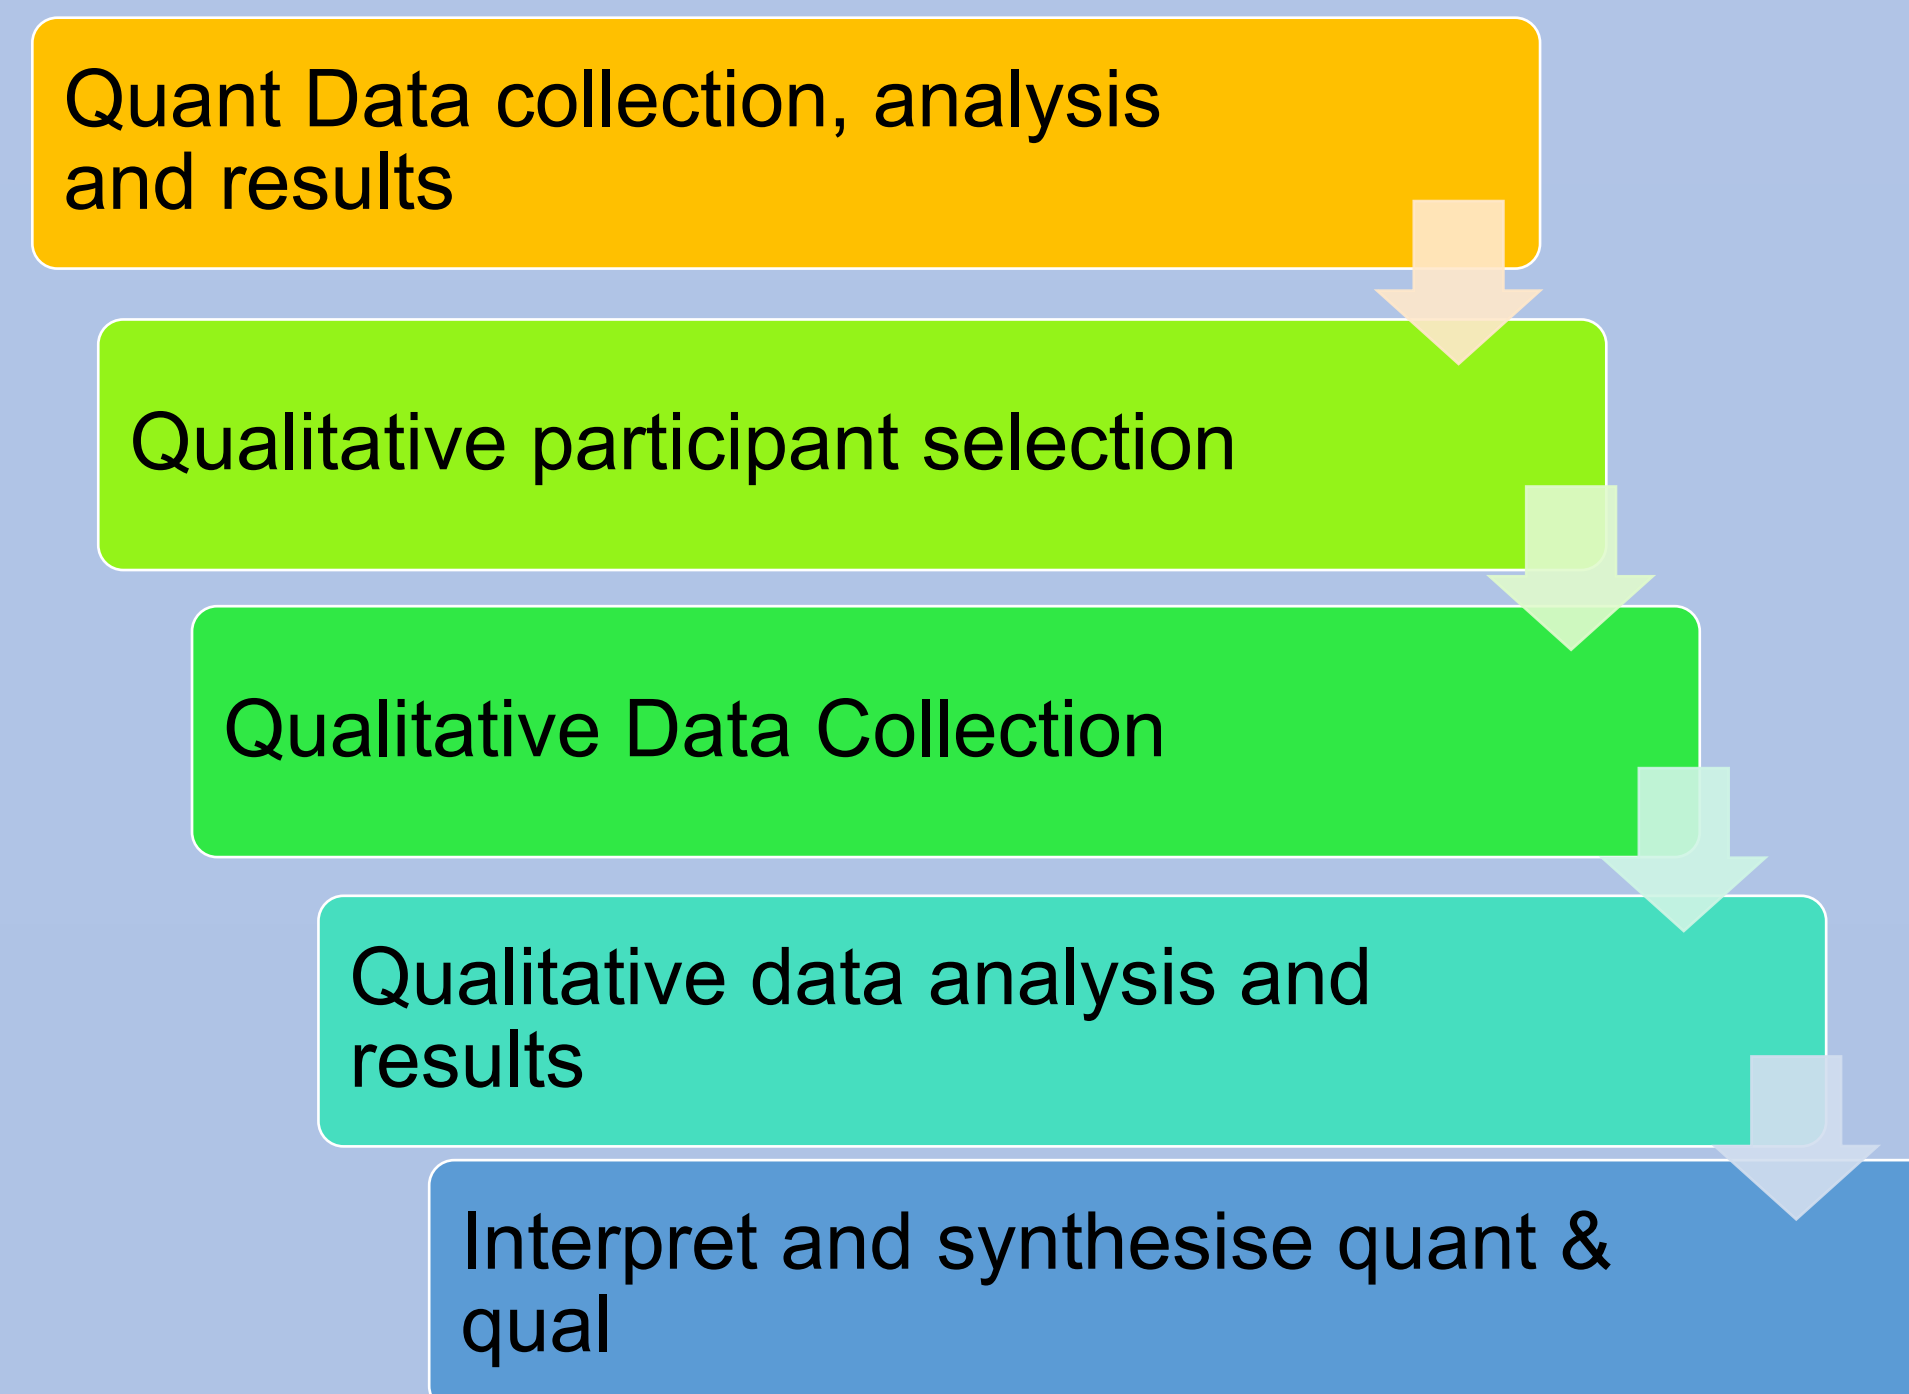 Quant Data collection, analysis
and results
Qualitative participant selection
Qualitative Data Collection
Qualitative data analysis and
results
Interpret and synthesise quant &
qual